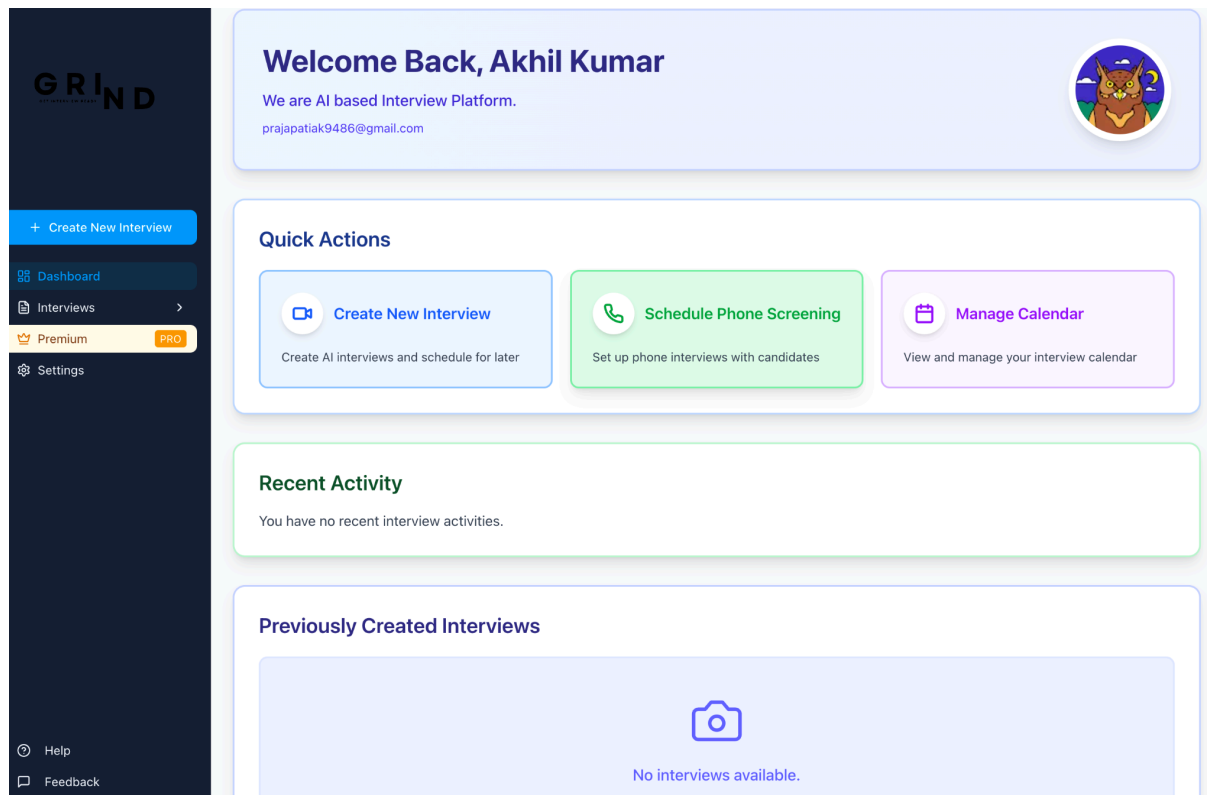 GRIND
+ Create New Interview
Dashboard
Interviews
Premium PRO
Settings
Help
Feedback
Welcome Back, Akhil Kumar
We are AI based Interview Platform.
prajapatiak9486@gmail.com
Quick Actions
Create New Interview
Create AI interviews and schedule for later
Schedule Phone Screening
Set up phone interviews with candidates
Manage Calendar
View and manage your interview calendar
Recent Activity
You have no recent interview activities.
Previously Created Interviews
No interviews available.